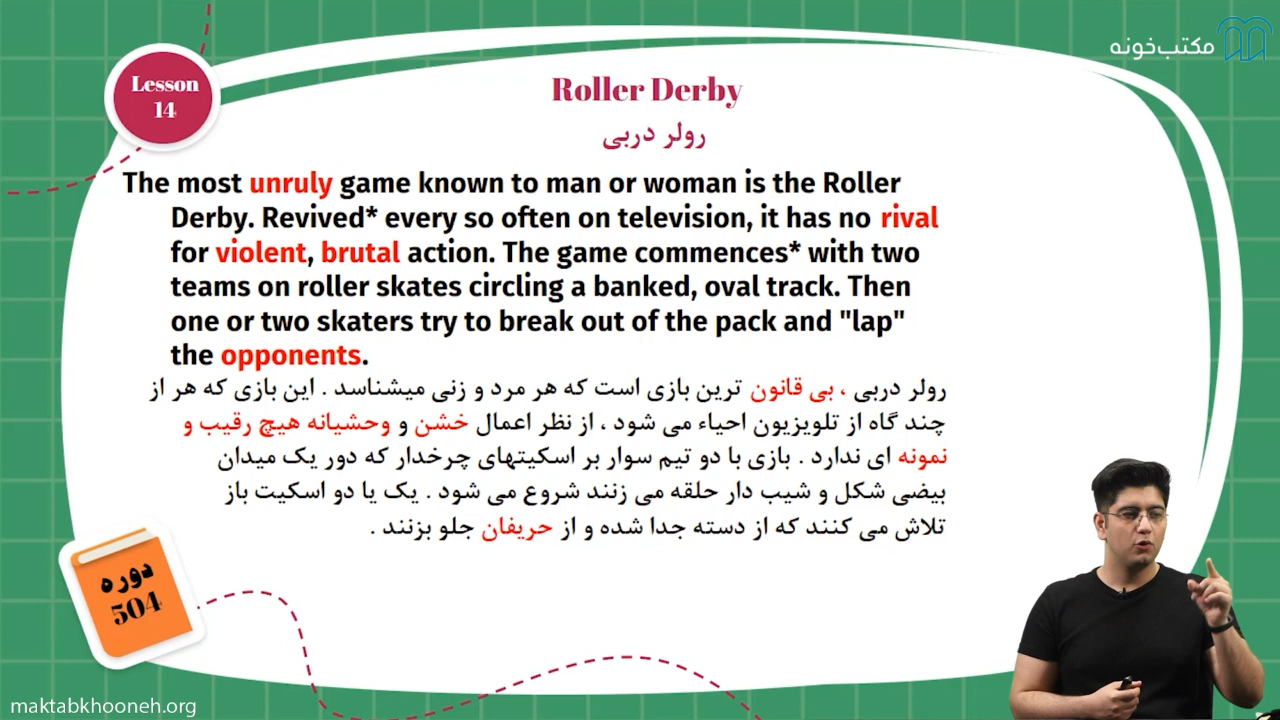 مکتب‌خونه
Lesson
14
Roller Derby
رولر دربی
The most unruly game known to man or woman is the Roller
Derby. Revived* every so often on television, it has no rival
for violent, brutal action. The game commences* with two
teams on roller skates circling a banked, oval track. Then
one or two skaters try to break out of the pack and "lap"
the opponents.
رولر دربی ، بی قانون ترین بازی است که هر مرد و زنی میشناسد . این بازی که هر از
چند گاه از تلویزیون احیاء می شود ، از نظر اعمال خشن و وحشیانه هیچ رقیب و
نمونه ای ندارد . بازی با دو تیم سوار بر اسکیتهای چرخدار که دور یک میدان
بیضی شکل و شیب دار حلقه می زنند شروع می شود . یک یا دو اسکیت باز
تلاش می کنند که از دسته جدا شده و از حریفان جلو بزنند .
دوره
504
maktabkhooneh.org